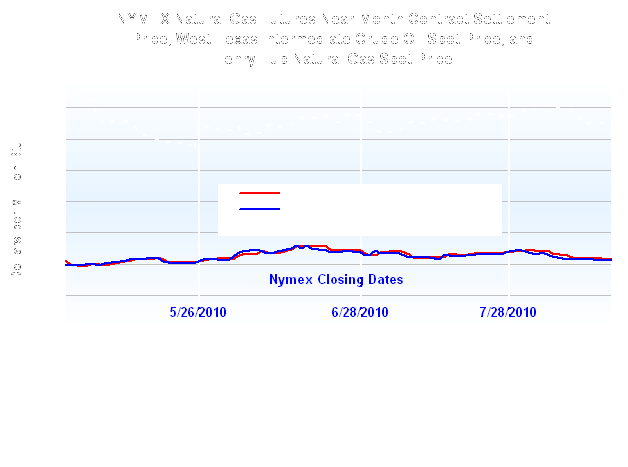 NYMEX Natural Gas Futures Near-Month Contract Settlement
Price, West Texas Intermediate Crude Oil Spot Price, and
Henry Hub Natural Gas Spot Price
Nymex Closing Dates
5/26/2010
6/28/2010
7/28/2010